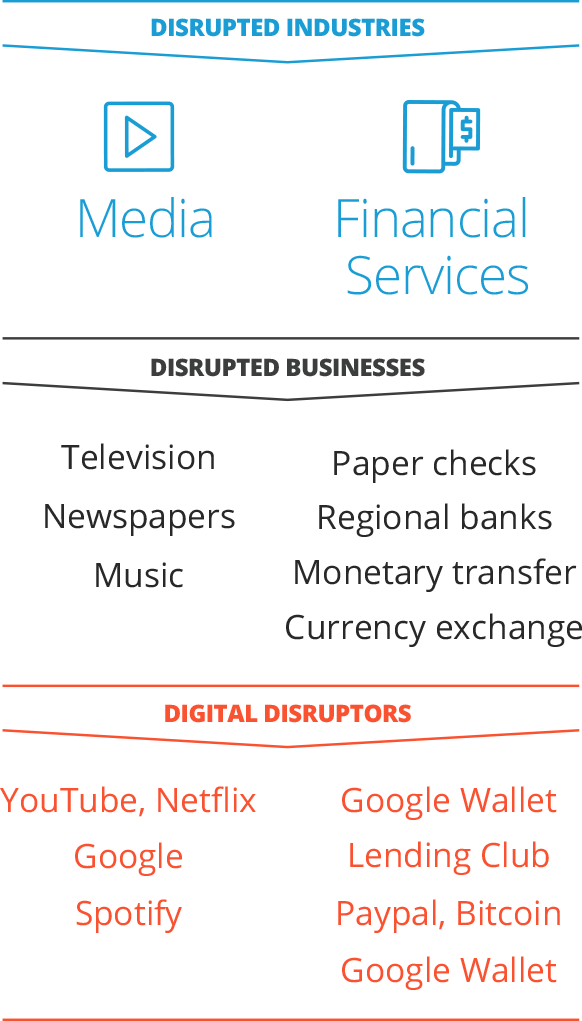 DISRUPTED INDUSTRIES
Media
Financial
Services
DISRUPTED BUSINESSES
Television
Newspapers
Music
Paper checks
Regional banks
Monetary transfer
Currency exchange
DIGITAL DISRUPTORS
YouTube, Netflix
Google
Spotify
Google Wallet
Lending Club
Paypal, Bitcoin
Google Wallet